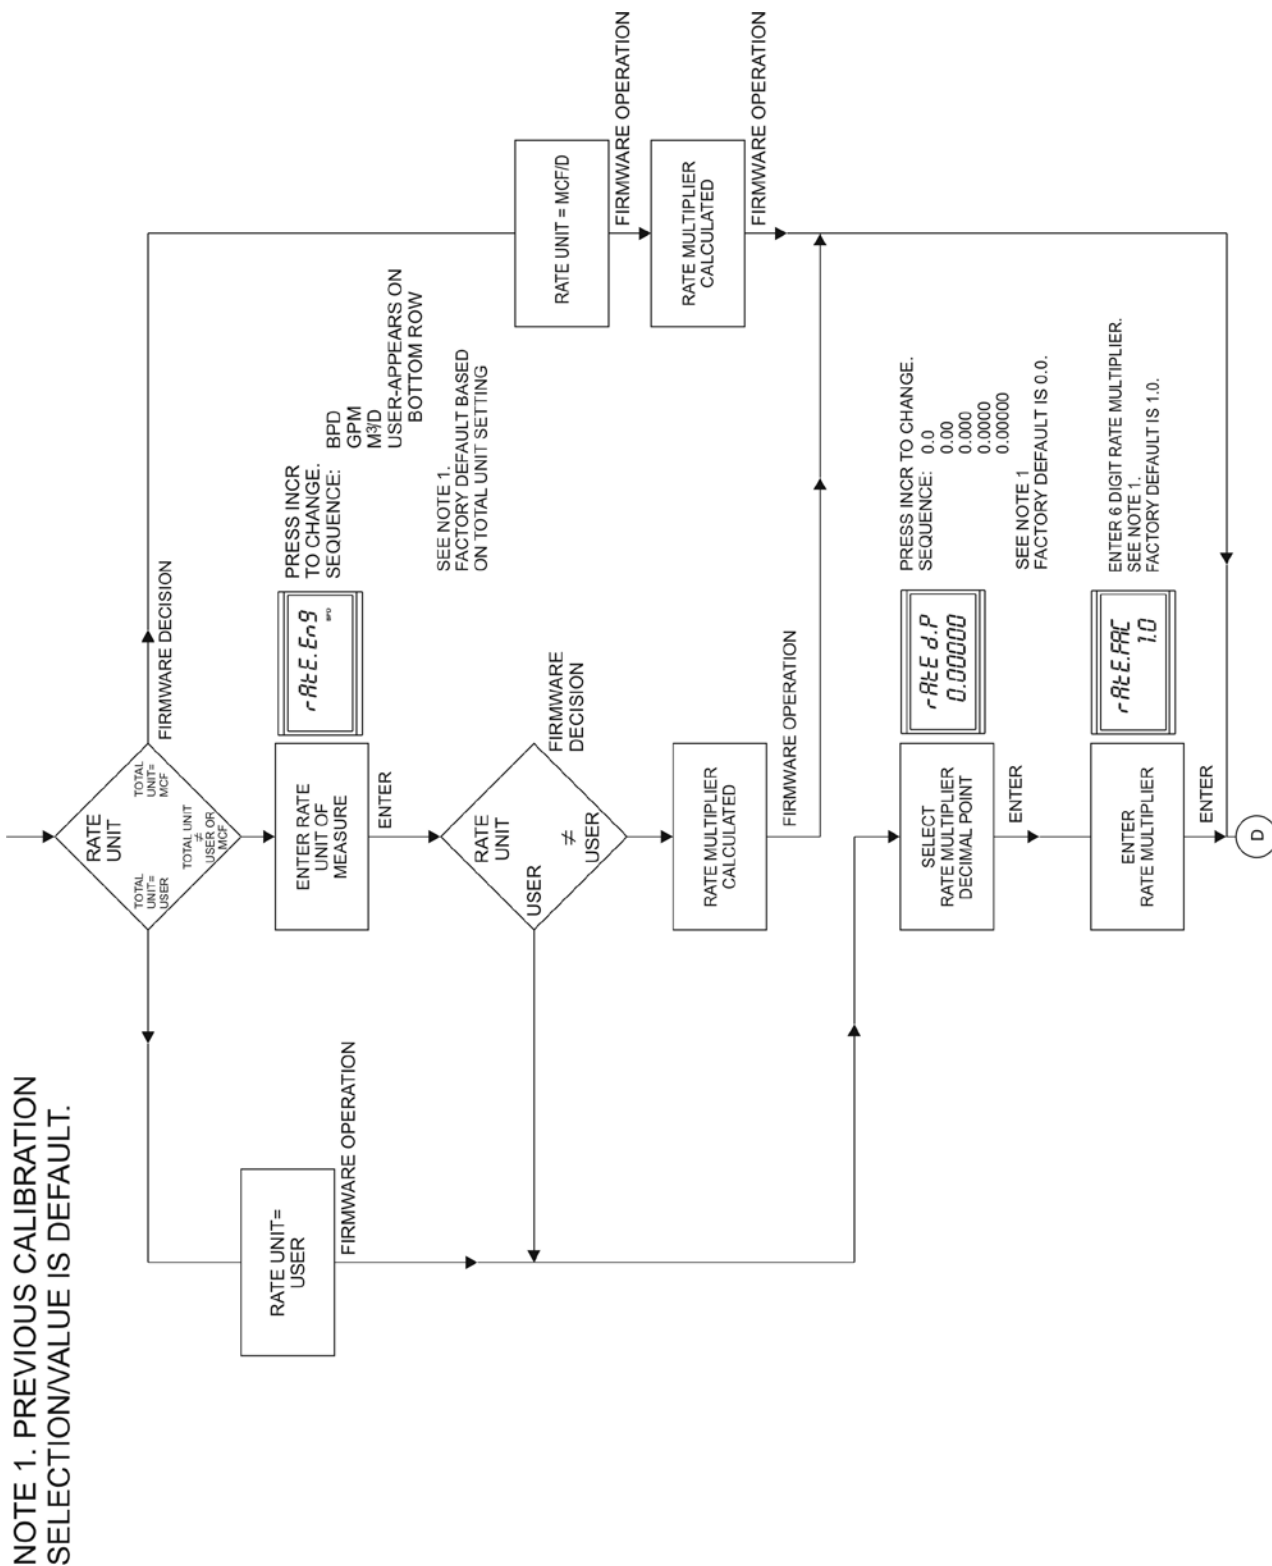 NOTE 1. PREVIOUS CALIBRATION
SELECTION/VALUE IS DEFAULT.
RATE
UNIT
TOTAL
UNIT=
USER
TOTAL UNIT
≠
USER OR
MCF
TOTAL
UNIT=
MCF
FIRMWARE DECISION
RATE UNIT=
USER
FIRMWARE OPERATION
ENTER RATE
UNIT OF
MEASURE
ENTER
rAtE.Eng
BPD
PRESS INCR
TO CHANGE.
SEQUENCE:
BPD
GPM
M³/D
USER-APPEARS ON
BOTTOM ROW
SEE NOTE 1.
FACTORY DEFAULT BASED
ON TOTAL UNIT SETTING
RATE
UNIT
USER
≠
USER
FIRMWARE
DECISION
RATE UNIT = MCF/D
FIRMWARE OPERATION
RATE MULTIPLIER
CALCULATED
FIRMWARE OPERATION
RATE MULTIPLIER
CALCULATED
FIRMWARE OPERATION
SELECT
RATE MULTIPLIER
DECIMAL POINT
ENTER
rAtE d.P
0.00000
PRESS INCR TO CHANGE.
SEQUENCE: 0.0
0.00
0.000
0.0000
0.00000
SEE NOTE 1
FACTORY DEFAULT IS 0.0.
ENTER
RATE MULTIPLIER
ENTER
rAtE.FAC
1.0
ENTER 6 DIGIT RATE MULTIPLIER.
SEE NOTE 1.
FACTORY DEFAULT IS 1.0.
D